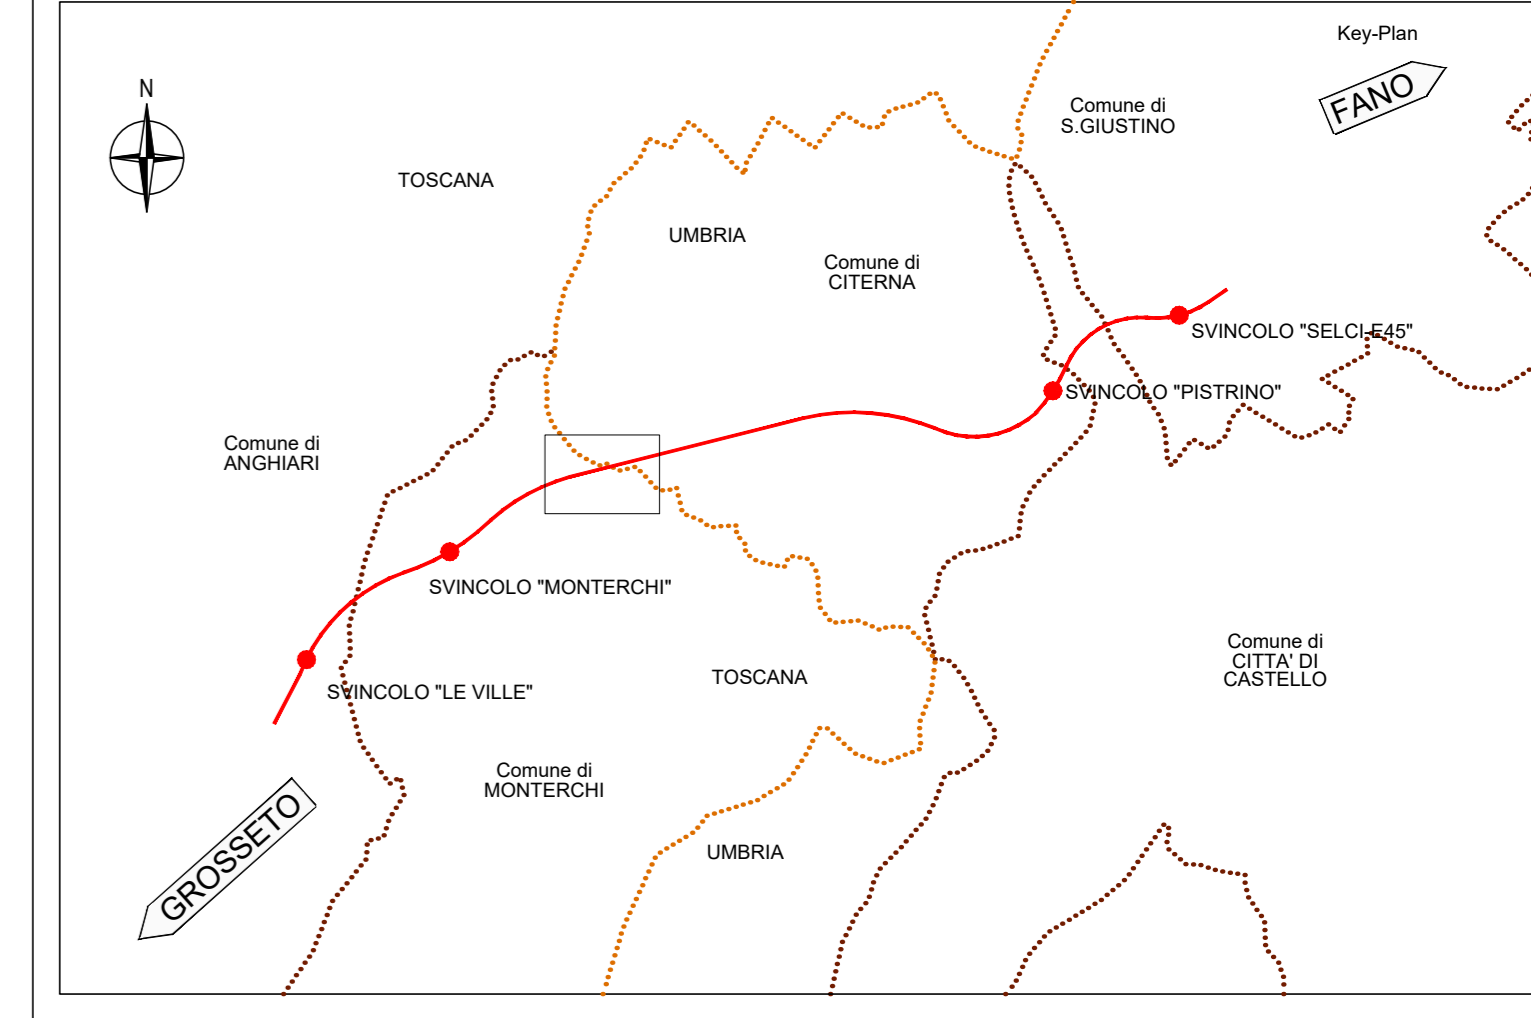 Key-Plan
N
FANO
Comune di
S.GIUSTINO
TOSCANA
UMBRIA
Comune di
CITERNA
SVINCOLO "SELCI-E45"
SVINCOLO "PISTRINO"
Comune di
ANGHIARI
SVINCOLO "MONTERCHI"
Comune di
CITTA' DI
CASTELLO
TOSCANA
SVINCOLO "LE VILLE"
Comune di
MONTERCHI
GROSSETO
UMBRIA